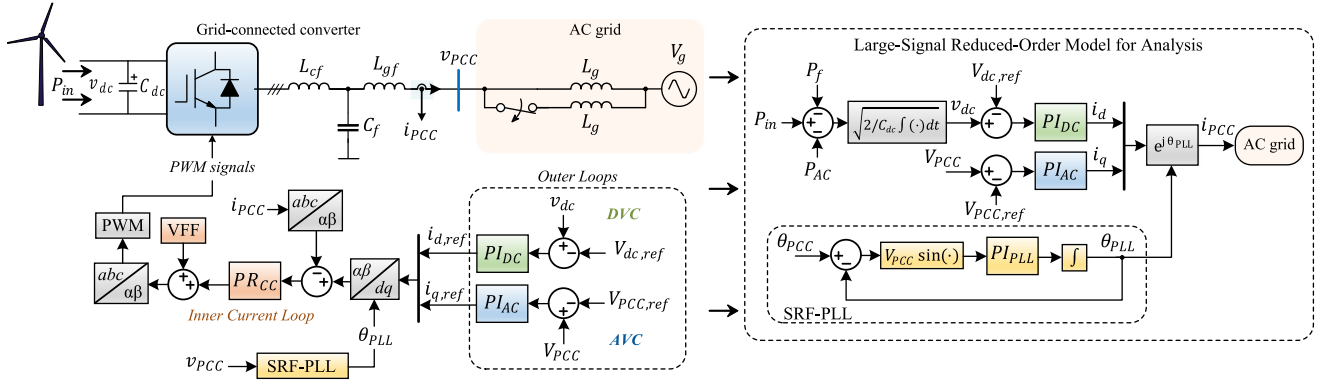 Grid-connected converter
AC grid
P_in
v_dc
C_dc
L_cf
L_gf
C_f
i_PCC
v_PCC
L_g
L_g
V_g
PWM signals
PWM
VFF
abc
αβ
i_PCC
abc
αβ
PR_CC
Inner Current Loop
αβ
dq
θ_PLL
v_PCC
SRF-PLL
Outer Loops
v_dc
DVC
i_d,ref
PI_DC
V_dc,ref
i_q,ref
PI_AC
V_PCC,ref
V_PCC
AVC
Large-Signal Reduced-Order Model for Analysis
P_f
P_in
P_AC
√2/C_dc ∫(·)dt
v_dc
V_dc,ref
PI_DC
i_d
V_PCC
V_PCC,ref
PI_AC
i_q
e^jθ_PLL
i_PCC
AC grid
θ_PCC
V_PCC sin(·)
PI_PLL
∫
θ_PLL
SRF-PLL